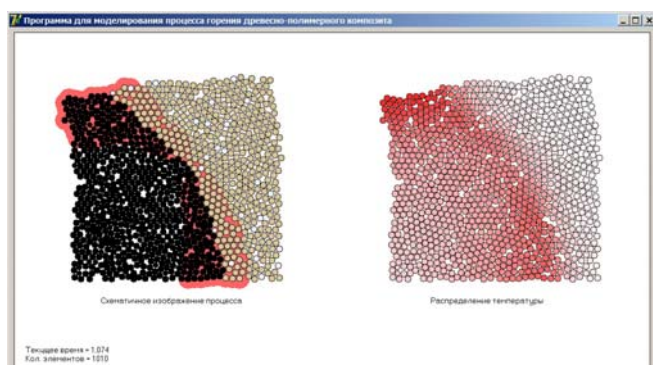 Программа для моделирования процесса горения древесно-полимерного композита
Схематичное изображение процесса
Распределение температуры
Текущее время = 1.074
Кол. элементов = 1010